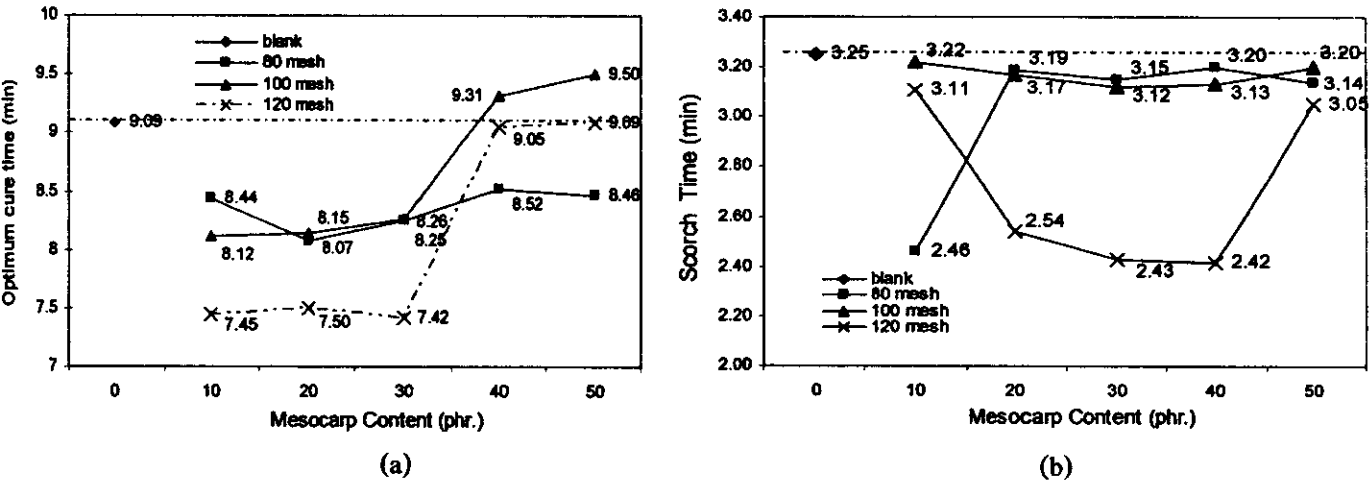 Optimum cure time (min)
10
9.5
9
8.5
8
7.5
7
blank
80 mesh
100 mesh
120 mesh
9.09
8.44
8.12
7.45
8.15
8.07
7.50
8.26
8.25
7.42
9.31
9.05
8.52
9.50
8.46
0 10 20 30 40 50
Mesocarp Content (phr.)
(a)
Scorch Time (min)
3.40
3.20
3.00
2.80
2.60
2.40
2.20
2.00
3.25
3.22
3.11
2.46
3.19
3.17
2.54
3.15
3.12
2.43
3.20
3.13
2.42
3.20
3.14
3.05
blank
80 mesh
100 mesh
120 mesh
0 10 20 30 40 50
Mesocarp Content (phr.)
(b)